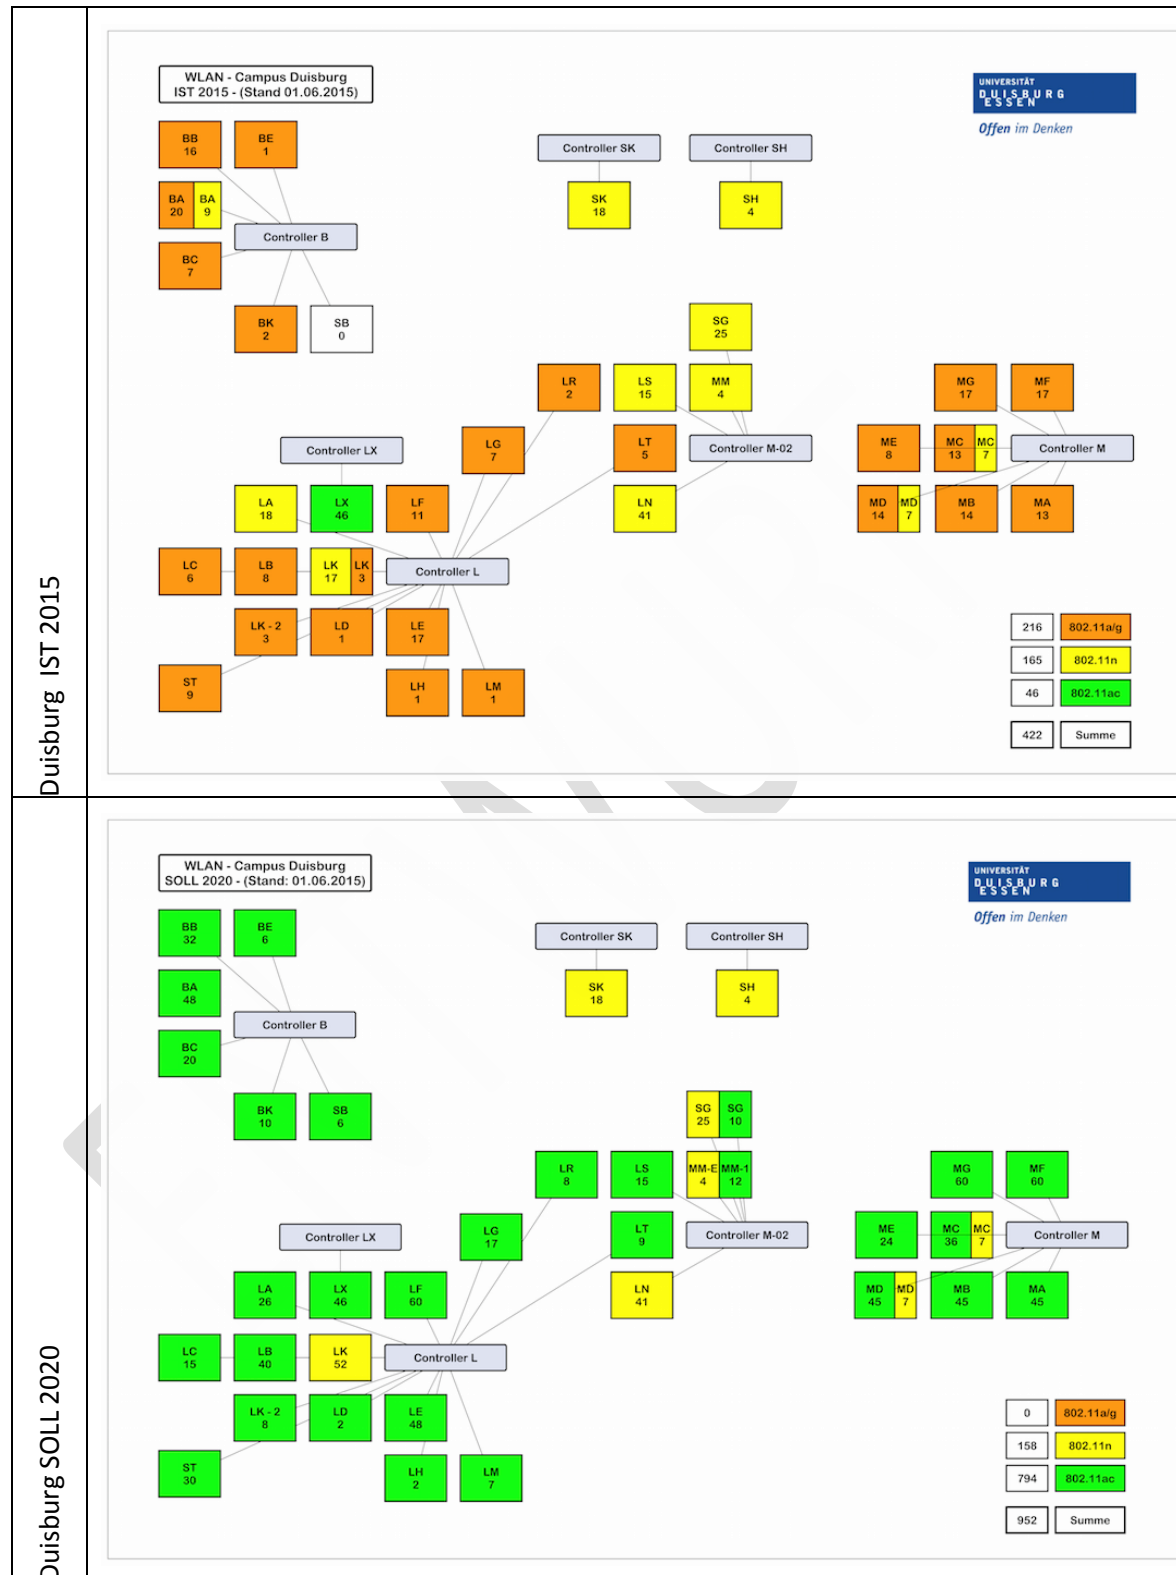 Duisburg IST 2015
WLAN - Campus Duisburg
IST 2015 - (Stand 01.06.2015)
UNIVERSITÄT
DUISBURG
ESSEN
Offen im Denken
BB
16
BE
1
BA
20
BA
9
Controller B
BC
7
BK
2
SB
0
Controller SK
SK
18
Controller SH
SH
4
SG
25
LR
2
LS
15
MM
4
LG
7
LT
5
Controller M-02
LN
41
MG
17
MF
17
ME
8
MC
13
MC
7
Controller M
MD
14
MD
7
MB
14
MA
13
Controller LX
LA
18
LX
46
LF
11
LC
6
LB
8
LK
17
LK
3
Controller L
LK - 2
3
LD
1
LE
17
ST
9
LH
1
LM
1
216
802.11a/g
165
802.11n
46
802.11ac
422
Summe
Duisburg SOLL 2020
WLAN - Campus Duisburg
SOLL 2020 - (Stand: 01.06.2015)
UNIVERSITÄT
DUISBURG
ESSEN
Offen im Denken
BB
32
BE
6
BA
48
Controller B
BC
20
BK
10
SB
6
Controller SK
SK
18
Controller SH
SH
4
SG
25
SG
10
LR
8
LS
15
MM-E
4
MM-1
12
LG
17
LT
9
Controller M-02
LN
41
MG
60
MF
60
ME
24
MC
36
MC
7
Controller M
MD
45
MD
7
MB
45
MA
45
Controller LX
LA
26
LX
46
LF
60
LC
15
LB
40
LK
52
Controller L
LK - 2
8
LD
2
LE
48
ST
30
LH
2
LM
7
0
802.11a/g
158
802.11n
794
802.11ac
952
Summe